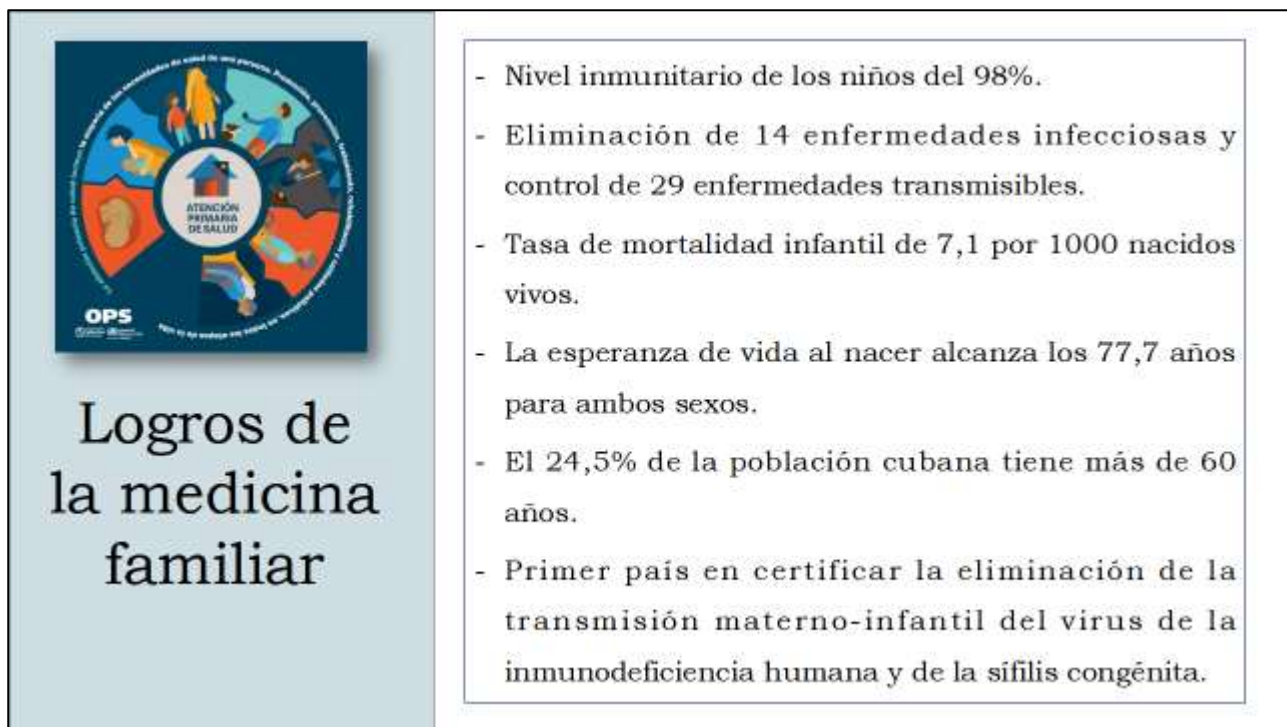 ATENCIÓN
PRIMARIA
DE SALUD
OPS
Logros de
la medicina
familiar
- Nivel inmunitario de los niños del 98%.
- Eliminación de 14 enfermedades infecciosas y
control de 29 enfermedades transmisibles.
- Tasa de mortalidad infantil de 7,1 por 1000 nacidos
vivos.
- La esperanza de vida al nacer alcanza los 77,7 años
para ambos sexos.
- El 24,5% de la población cubana tiene más de 60
años.
- Primer país en certificar la eliminación de la
transmisión materno-infantil del virus de la
inmunodeficiencia humana y de la sífilis congénita.